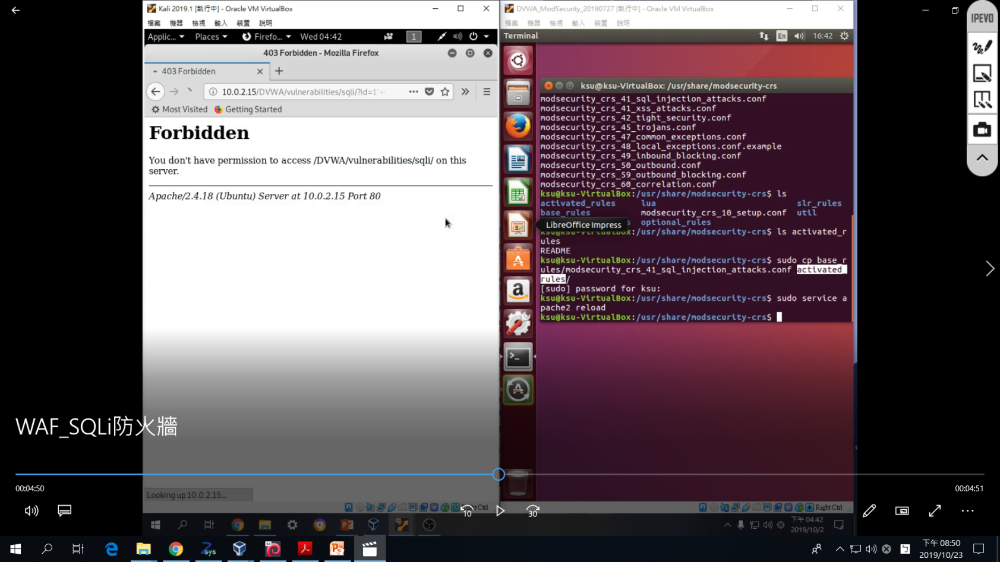 Kali 2019.1 [執行中] - Oracle VM VirtualBox
檔案 機器 檢視 輸入 裝置 說明
Applic... Places Firefo... Wed 04:42 1
403 Forbidden - Mozilla Firefox
403 Forbidden
10.0.2.15/DVWA/vulnerabilities/sqli/?id=1'+
Most Visited Getting Started
Forbidden
You don't have permission to access /DVWA/vulnerabilities/sqli/ on this
server.
Apache/2.4.18 (Ubuntu) Server at 10.0.2.15 Port 80
Looking up 10.0.2.15...
Right Ctrl
DVWA_ModSecurity_20190727 [執行中] - Oracle VM VirtualBox
檔案 機器 檢視 輸入 裝置 說明
Terminal En 16:42
ksu@ksu-VirtualBox: /usr/share/modsecurity-crs
modsecurity_crs_41_sql_injection_attacks.conf
modsecurity_crs_41_xss_attacks.conf
modsecurity_crs_42_tight_security.conf
modsecurity_crs_45_trojans.conf
modsecurity_crs_47_common_exceptions.conf
modsecurity_crs_48_local_exceptions.conf.example
modsecurity_crs_49_inbound_blocking.conf
modsecurity_crs_50_outbound.conf
modsecurity_crs_59_outbound_blocking.conf
modsecurity_crs_60_correlation.conf
ksu@ksu-VirtualBox:/usr/share/modsecurity-crs$ ls
activated_rules lua slr_rules
base_rules modsecurity_crs_10_setup.conf util
s optional_rules
LibreOffice Impress
ksu@ksu-VirtualBox:/usr/share/modsecurity-crs$ ls activated_r
ules
README
ksu@ksu-VirtualBox:/usr/share/modsecurity-crs$ sudo cp base_r
ules/modsecurity_crs_41_sql_injection_attacks.conf activated_
rules/
[sudo] password for ksu:
ksu@ksu-VirtualBox:/usr/share/modsecurity-crs$ sudo service a
pache2 reload
ksu@ksu-VirtualBox:/usr/share/modsecurity-crs$
Right Ctrl
IPEVO
WAF_SQLi防火牆
00:04:50
00:04:51
10
30
下午 04:42
2019/10/2
Zsys
下午 08:50
2019/10/23